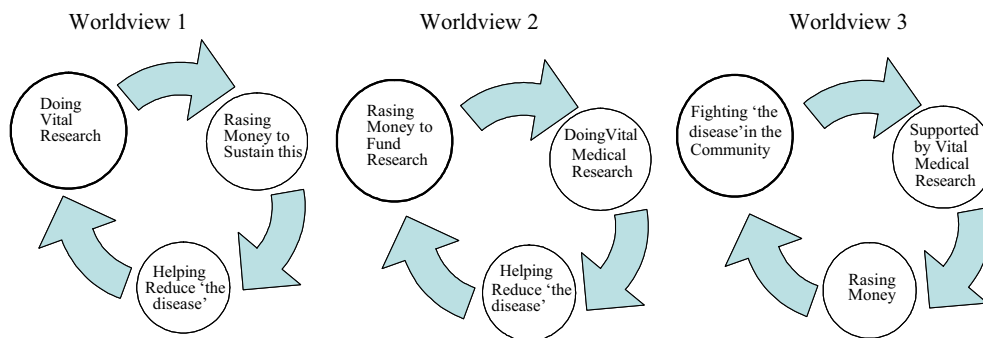 Worldview 1
Doing
Vital
Research
Rasing
Money to
Sustain this
Helping
Reduce ‘the
disease’
Worldview 2
Rasing
Money to
Fund
Research
DoingVital
Medical
Research
Helping
Reduce ‘the
disease’
Worldview 3
Fighting ‘the
disease’in the
Community
Supported
by Vital
Medical
Research
Rasing
Money